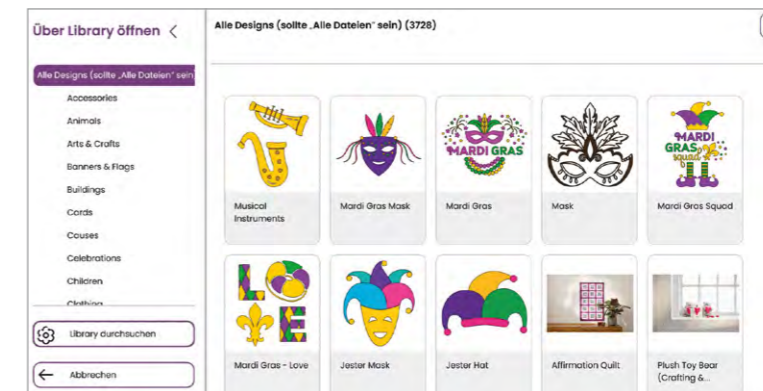 Über Library öffnen
Alle Designs (sollte „Alle Dateien" sein) (3728)
Alle Designs (sollte „Alle Dateien" sein
Accessories
Animals
Arts & Crafts
Banners & Flags
Buildings
Cards
Causes
Celebrations
Children
Clothing
Library durchsuchen
Abbrechen
MARDI GRAS
MARDI
GRAS
squad
Musical
Instruments
Mardi Gras Mask
Mardi Gras
Mask
Mardi Gras Squad
LOVE
Mardi Gras - Love
Jester Mask
Jester Hat
Affirmation Quilt
Plush Toy Bear
(Crafting &...